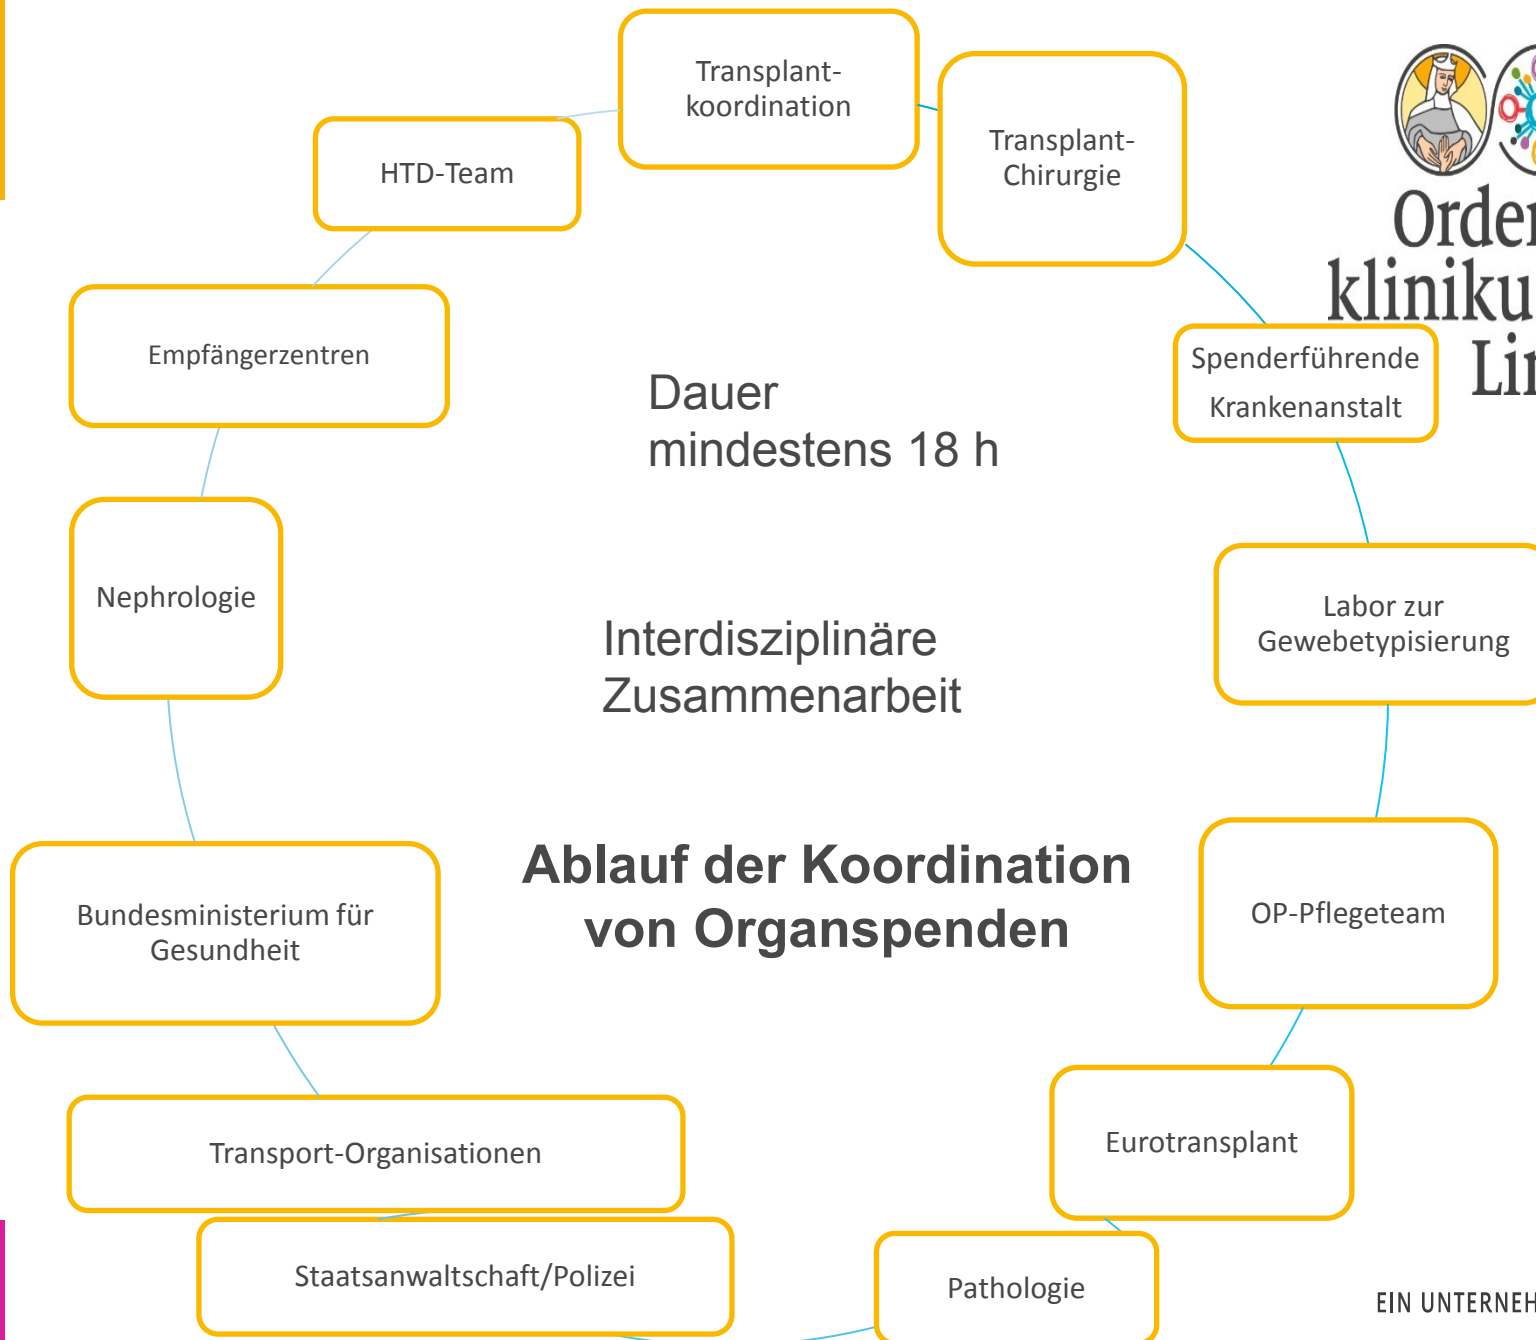 Transplant-
koordination
Transplant-
Chirurgie
HTD-Team
Empfängerzentren
Spenderführende
Krankenanstalt
Dauer
mindestens 18 h
Nephrologie
Labor zur
Gewebetypisierung
Interdisziplinäre
Zusammenarbeit
Ablauf der Koordination
von Organspenden
Bundesministerium für
Gesundheit
OP-Pflegeteam
Transport-Organisationen
Eurotransplant
Staatsanwaltschaft/Polizei
Pathologie
EIN